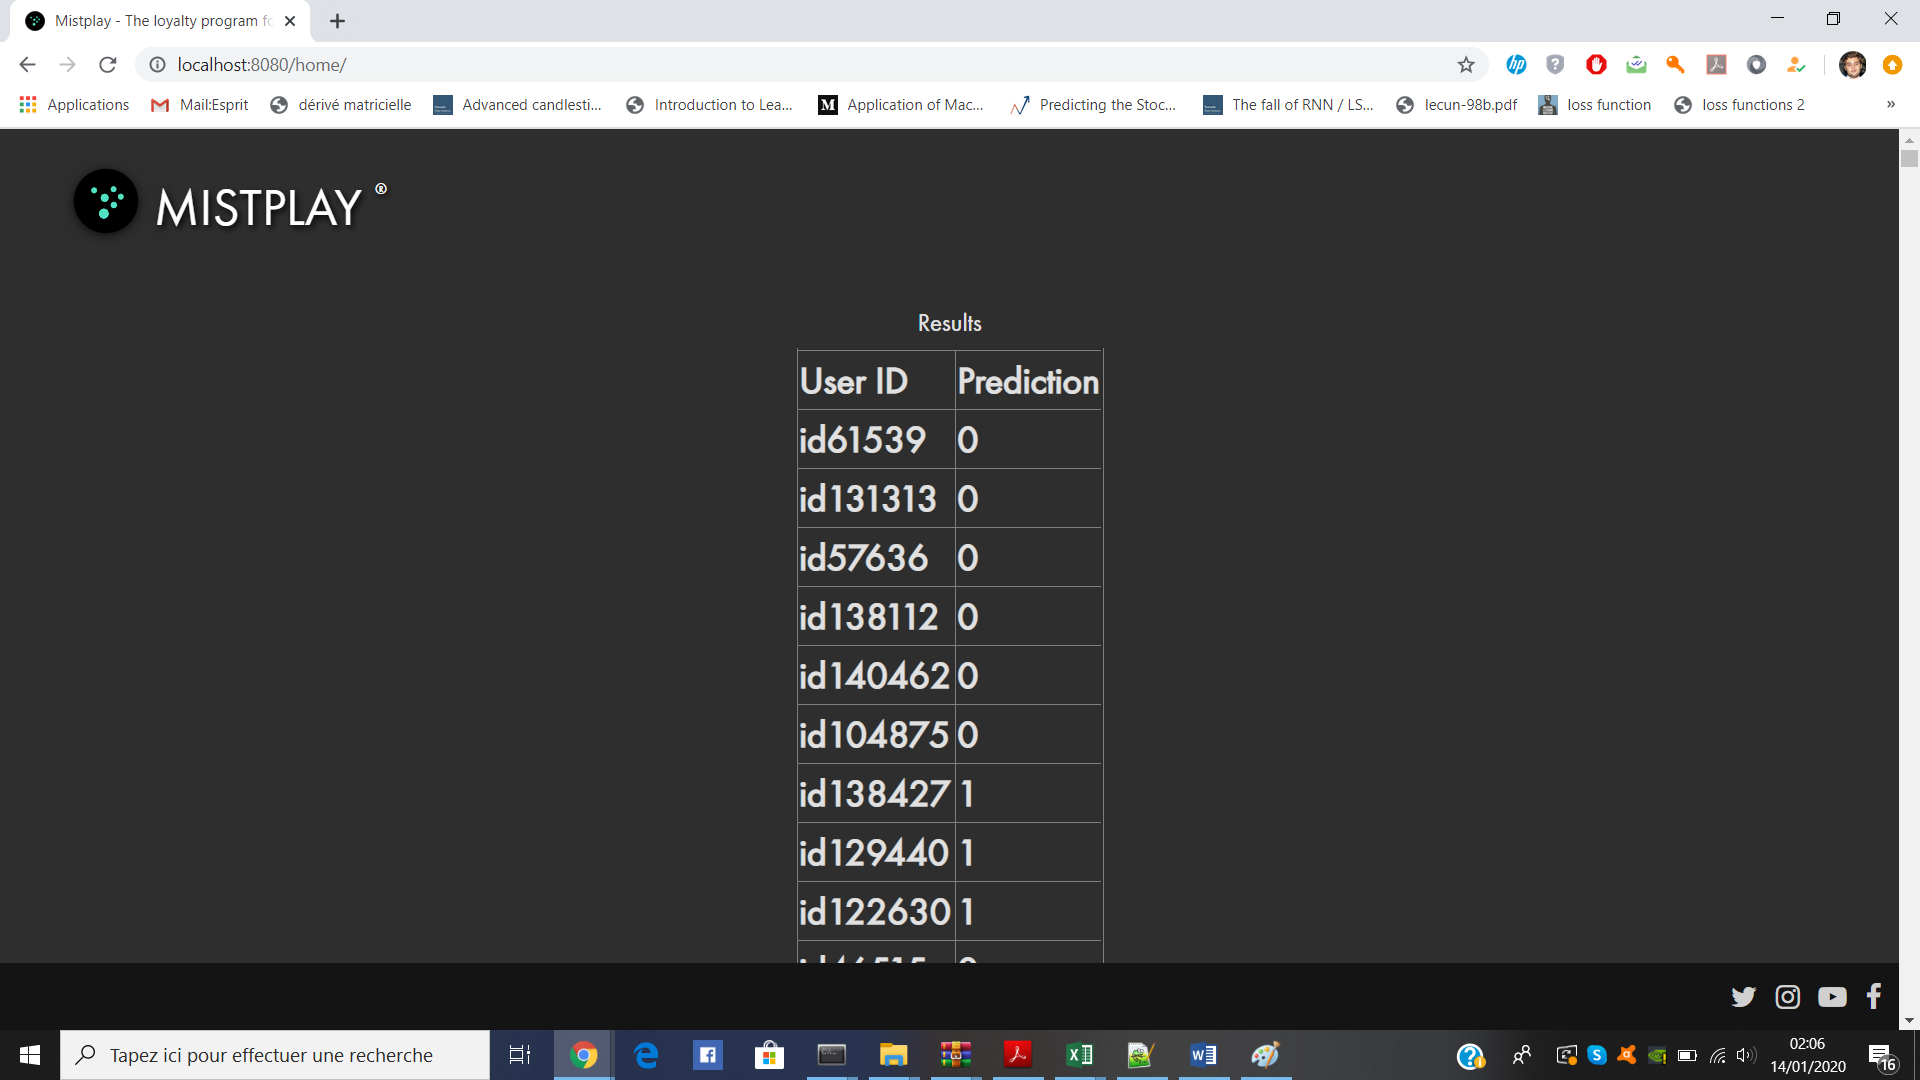 Mistplay - The loyalty program fo
localhost:8080/home/
Applications
Mail:Esprit
dérivé matricielle
Advanced candlesti...
Introduction to Lea...
M
Application of Mac...
Predicting the Stoc...
The fall of RNN / LS...
lecun-98b.pdf
loss function
loss functions 2
»
MISTPLAY ®
Results
User ID Prediction
id61539 0
id131313 0
id57636 0
id138112 0
id140462 0
id104875 0
id138427 1
id129440 1
id122630 1
Tapez ici pour effectuer une recherche
02:06
14/01/2020
16